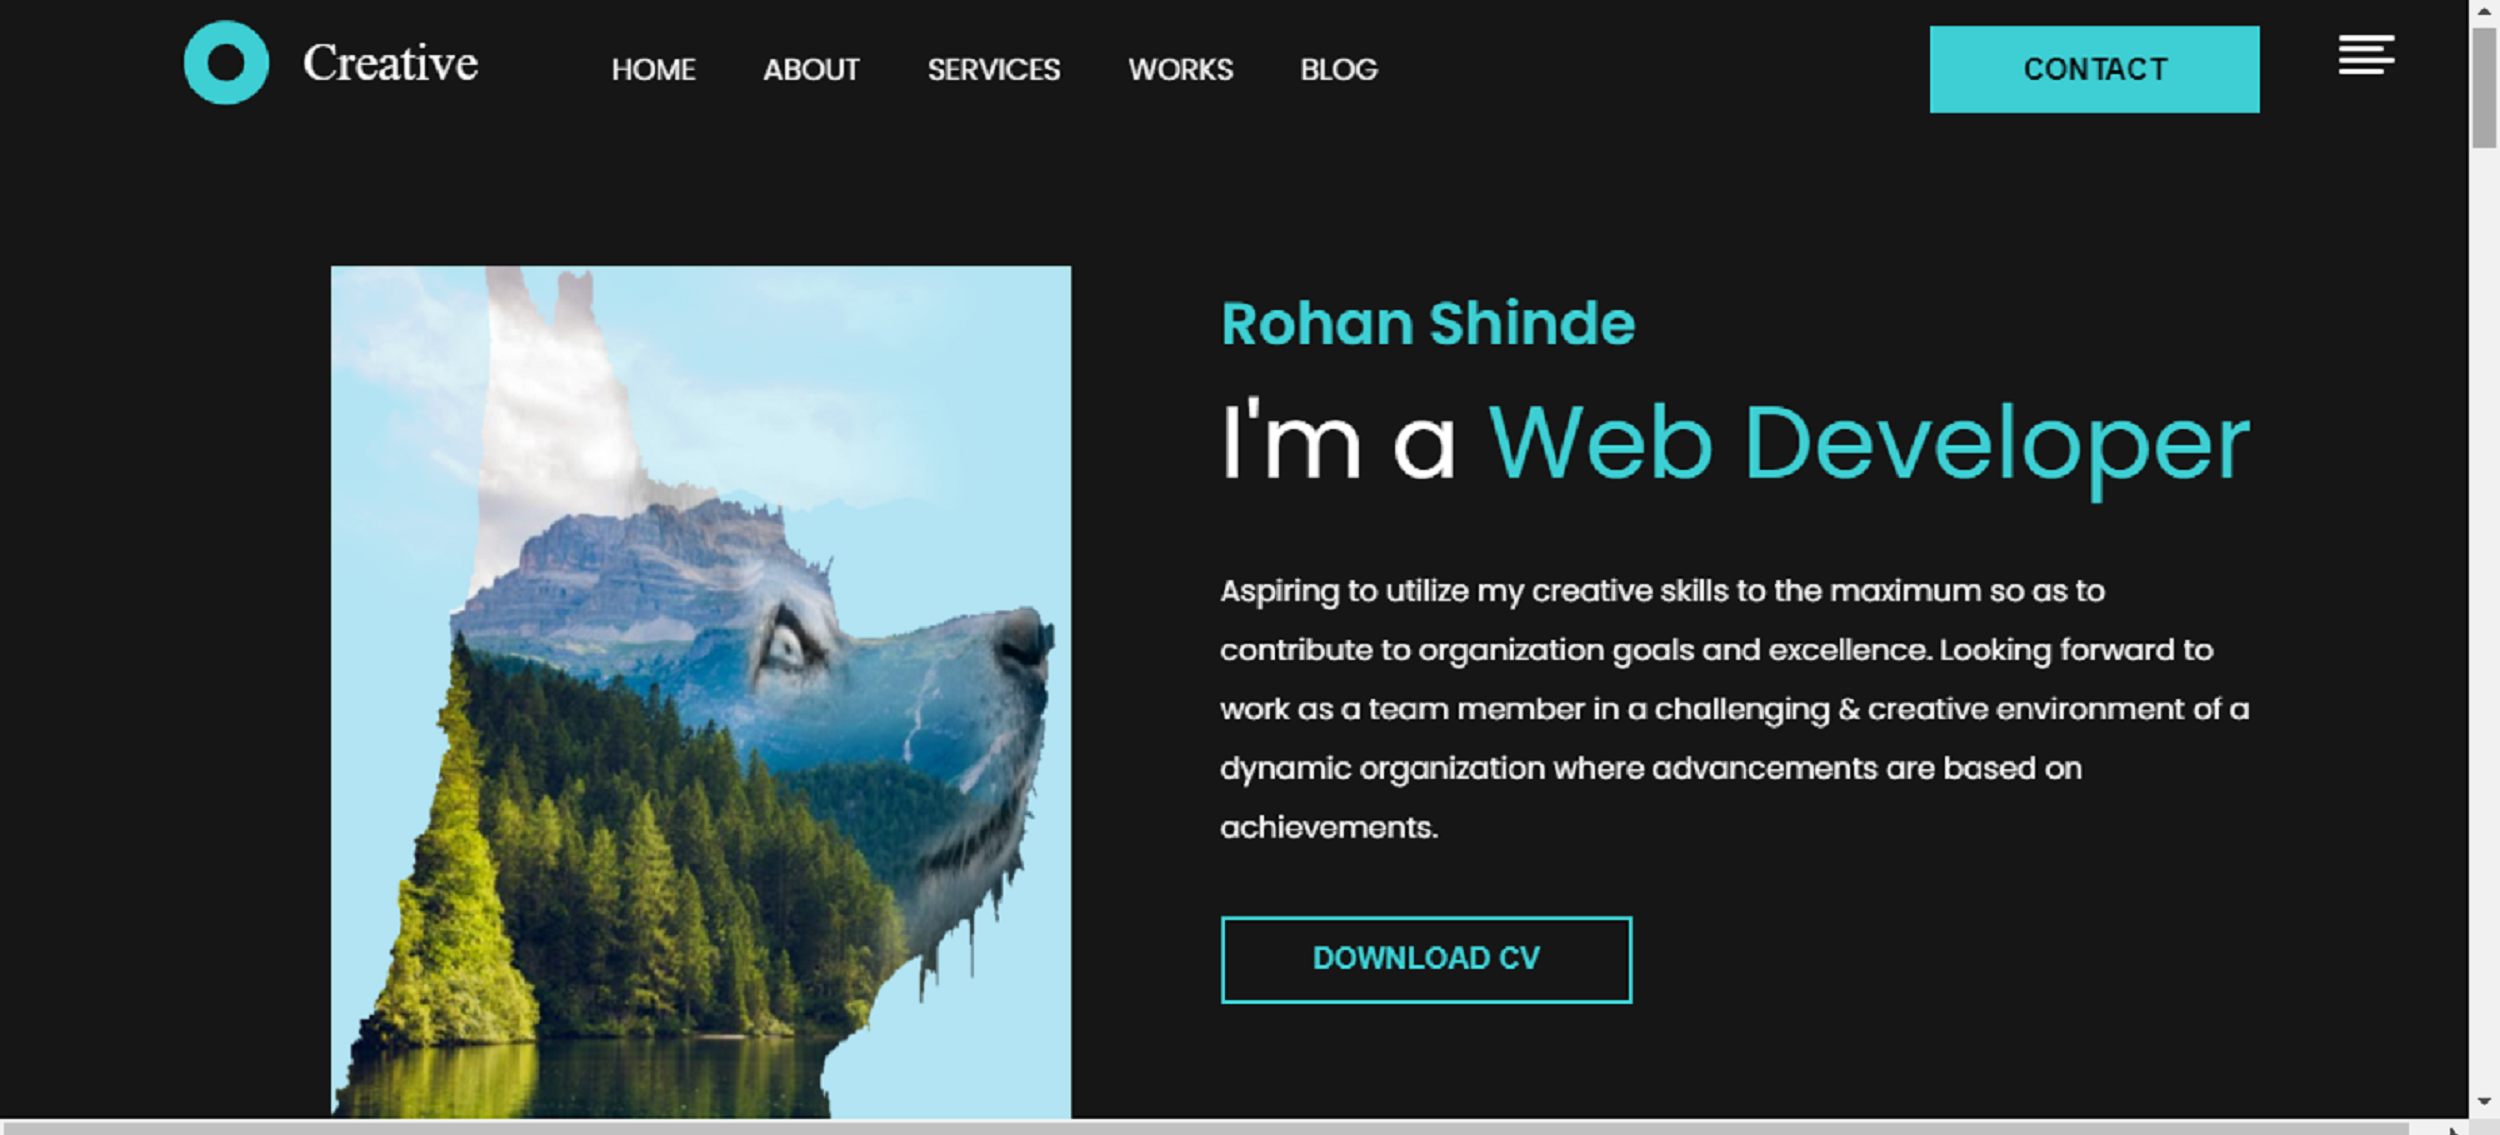 Creative
HOME
ABOUT
SERVICES
WORKS
BLOG
CONTACT
Rohan Shinde
I'm a Web Developer
Aspiring to utilize my creative skills to the maximum so as to
contribute to organization goals and excellence. Looking forward to
work as a team member in a challenging & creative environment of a
dynamic organization where advancements are based on
achievements.
DOWNLOAD CV